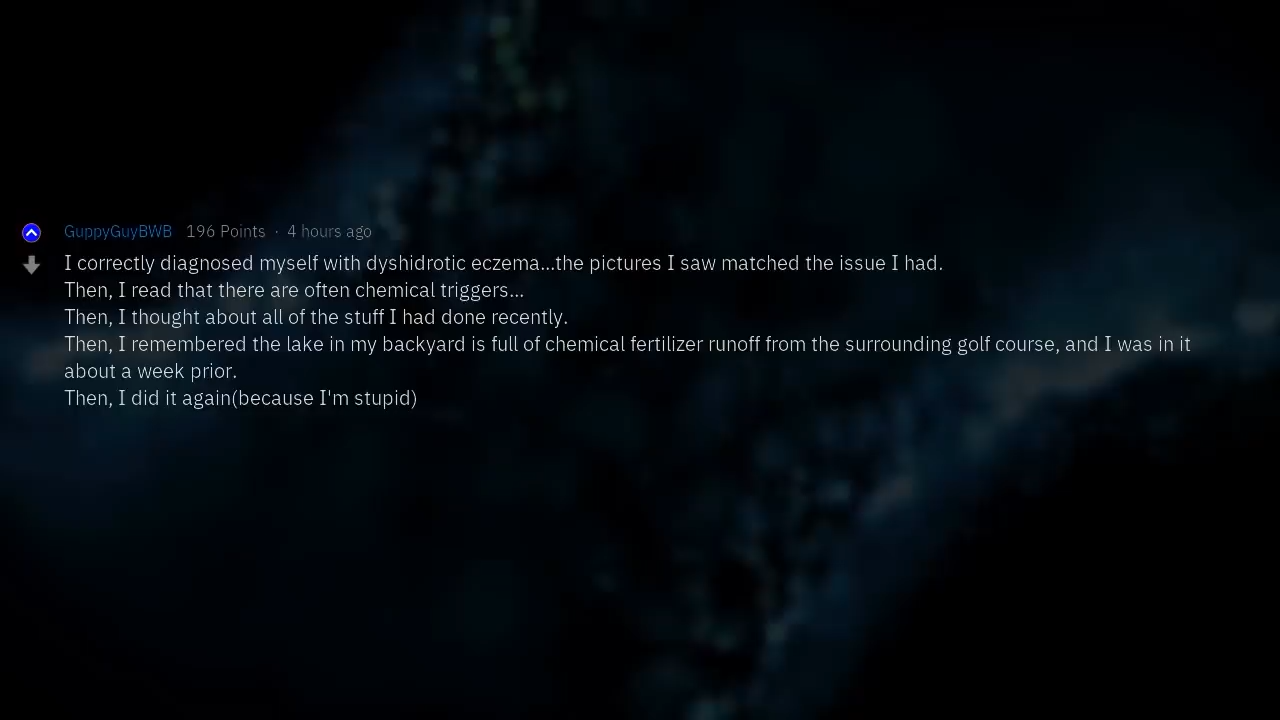 GuppyGuyBWB 196 Points · 4 hours ago
I correctly diagnosed myself with dyshidrotic eczema...the pictures I saw matched the issue I had.
Then, I read that there are often chemical triggers...
Then, I thought about all of the stuff I had done recently.
Then, I remembered the lake in my backyard is full of chemical fertilizer runoff from the surrounding golf course, and I was in it
about a week prior.
Then, I did it again(because I'm stupid)